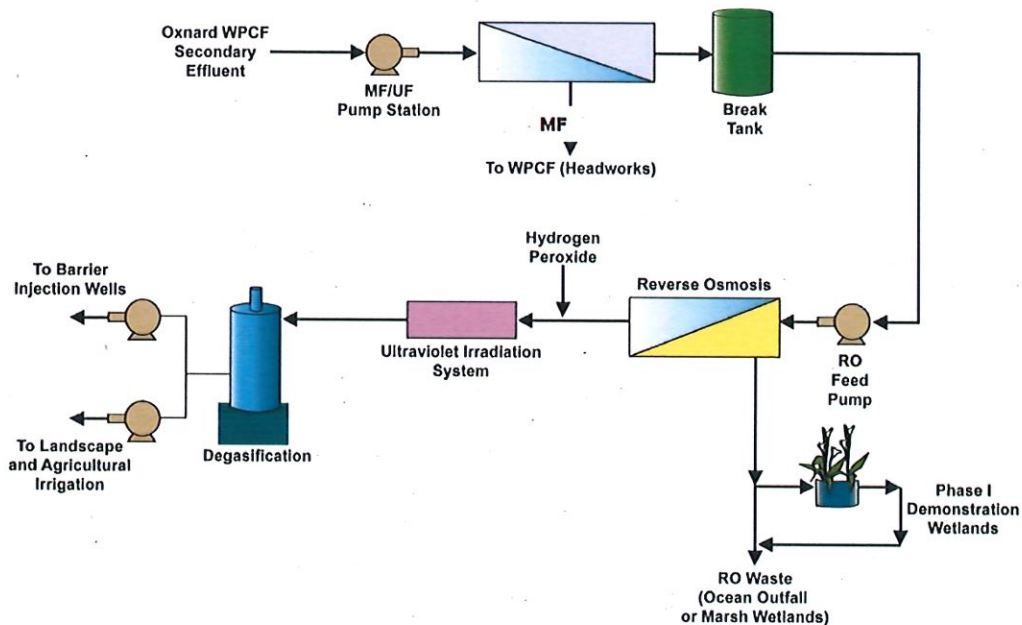 Oxnard WPCF
Secondary
Effluent
MF/UF
Pump Station
MF
To WPCF (Headworks)
Break
Tank
Hydrogen
Peroxide
To Barrier
Injection Wells
Reverse Osmosis
Ultraviolet Irradiation
System
RO
Feed
Pump
To Landscape
and Agricultural
Irrigation
Degasification
Phase I
Demonstration
Wetlands
RO Waste
(Ocean Outfall
or Marsh Wetlands)